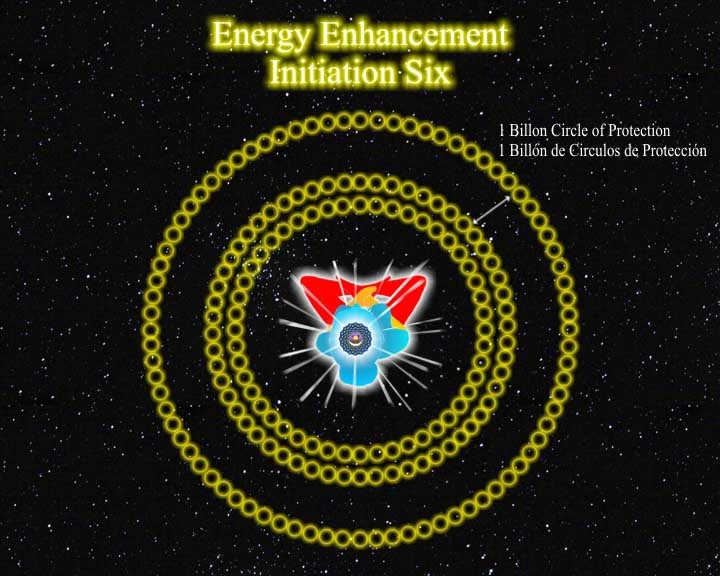 Energy Enhancement
Initiation Six
1 Billon Circle of Protection
1 Billón de Circulos de Protección